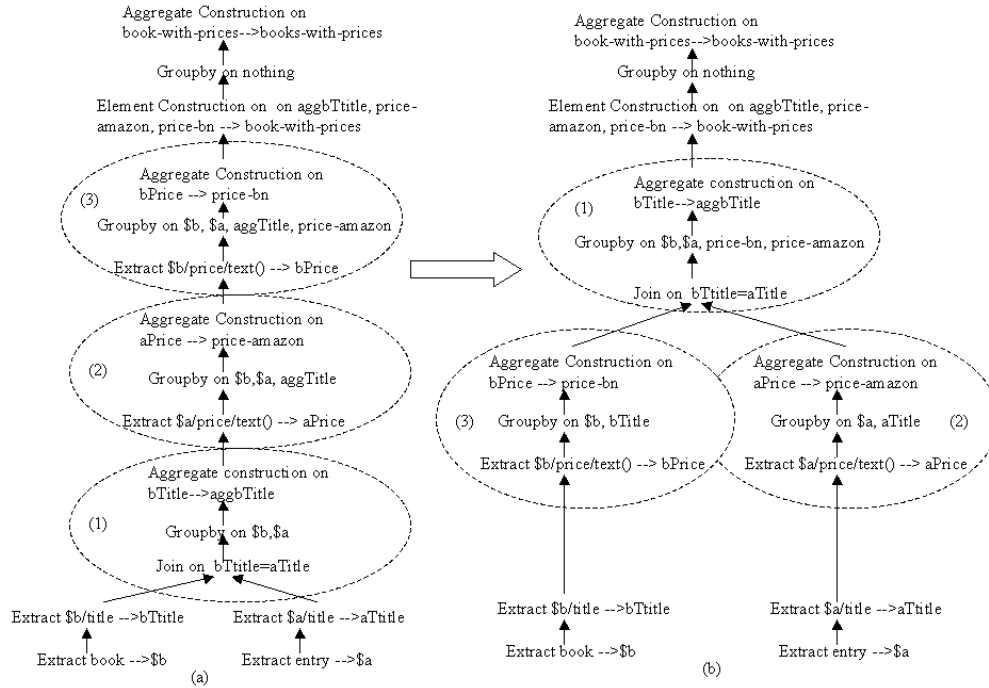 Aggregate Construction on
book-with-prices-->books-with-prices
Groupby on nothing
Element Construction on on aggbTtitle, price-
amazon, price-bn --> book-with-prices
Aggregate Construction on
bPrice --> price-bn
(3)
Groupby on $b, $a, aggTitle, price-amazon
Extract $b/price/text() --> bPrice
Aggregate Construction on
aPrice --> price-amazon
(2)
Groupby on $b,$a, aggTitle
Extract $a/price/text() --> aPrice
Aggregate construction on
bTitle-->aggbTitle
(1)
Groupby on $b,$a
Join on bTtitle=aTitle
Extract $b/title -->bTtitle
Extract $a/title -->aTtitle
Extract book -->$b
Extract entry -->$a
(a)
Aggregate Construction on
book-with-prices-->books-with-prices
Groupby on nothing
Element Construction on on aggbTtitle, price-
amazon, price-bn --> book-with-prices
Aggregate construction on
bTitle-->aggbTitle
(1)
Groupby on $b,$a, price-bn, price-amazon
Join on bTtitle=aTitle
Aggregate Construction on
bPrice --> price-bn
(3)
Groupby on $b, bTitle
Extract $b/price/text() --> bPrice
Aggregate Construction on
aPrice --> price-amazon
Groupby on $a, aTitle
(2)
Extract $a/price/text() --> aPrice
Extract $b/title -->bTtitle
Extract $a/title -->aTtitle
Extract book -->$b
Extract entry -->$a
(b)